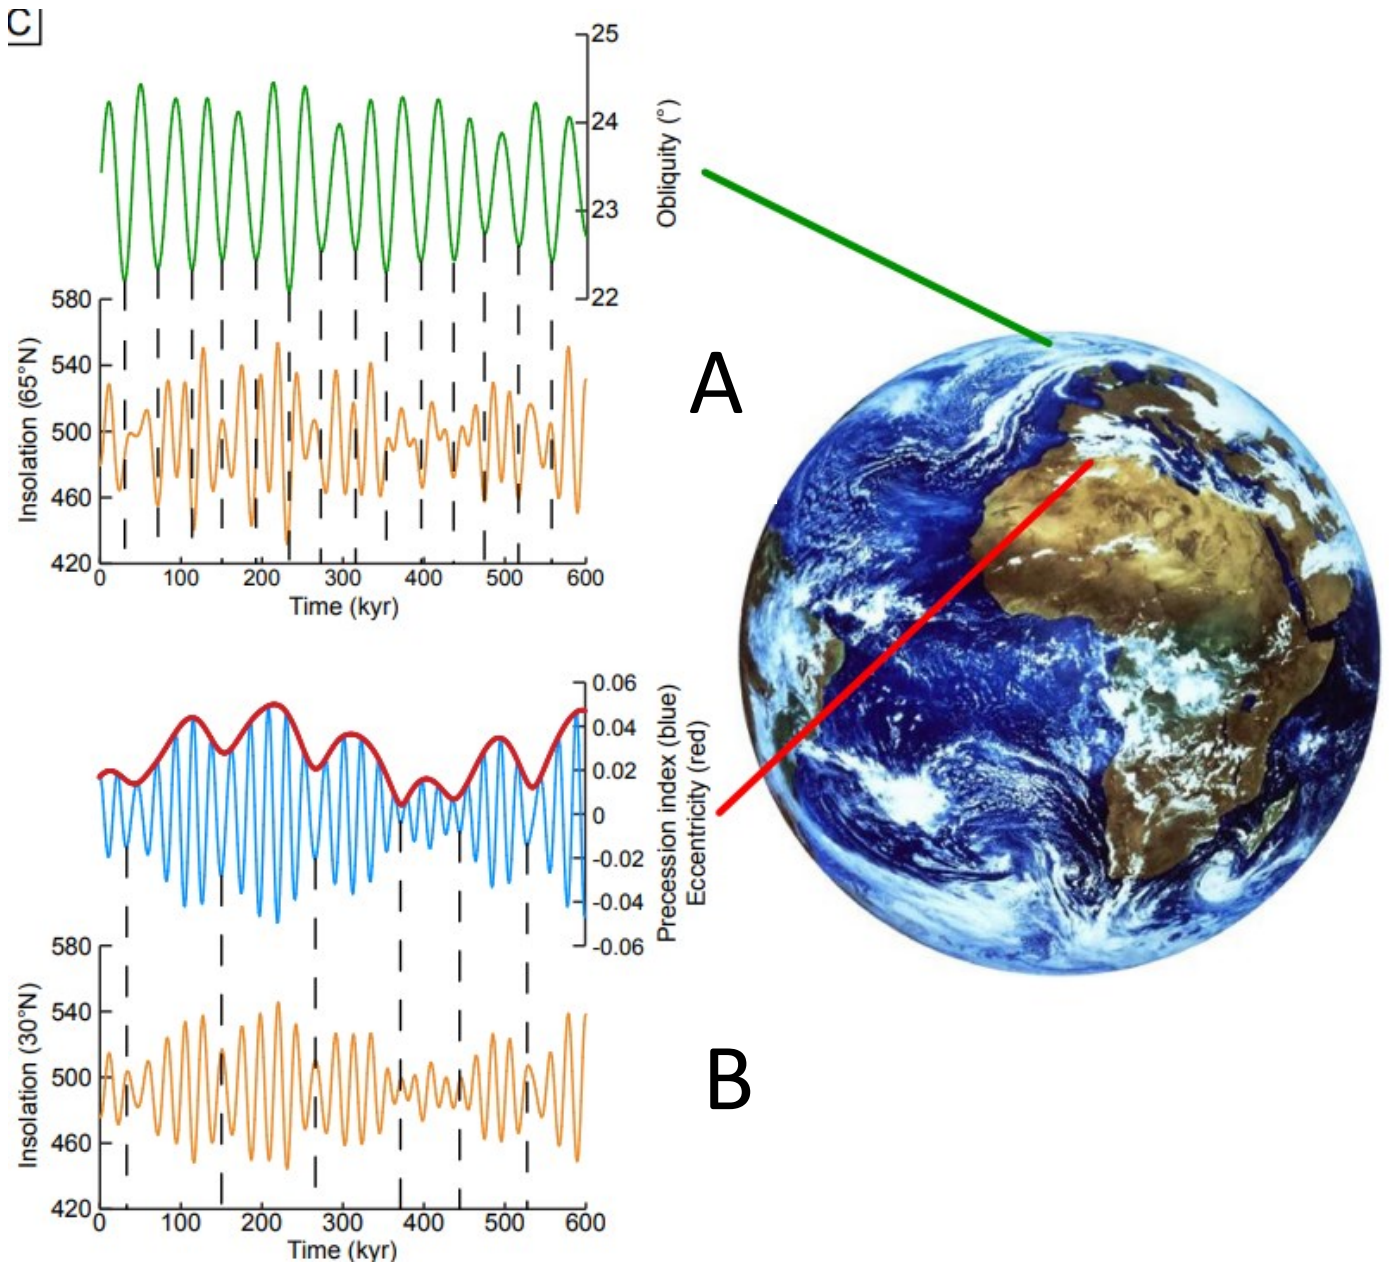 C
25
24
23
22
Obliquity (°)
580
540
500
460
420
Insolation (65°N)
0 100 200 300 400 500 600
Time (kyr)
A
0.06
0.04
0.02
0
-0.02
-0.04
-0.06
Precession index (blue)
Eccentricity (red)
580
540
500
460
420
Insolation (30°N)
0 100 200 300 400 500 600
Time (kyr)
B